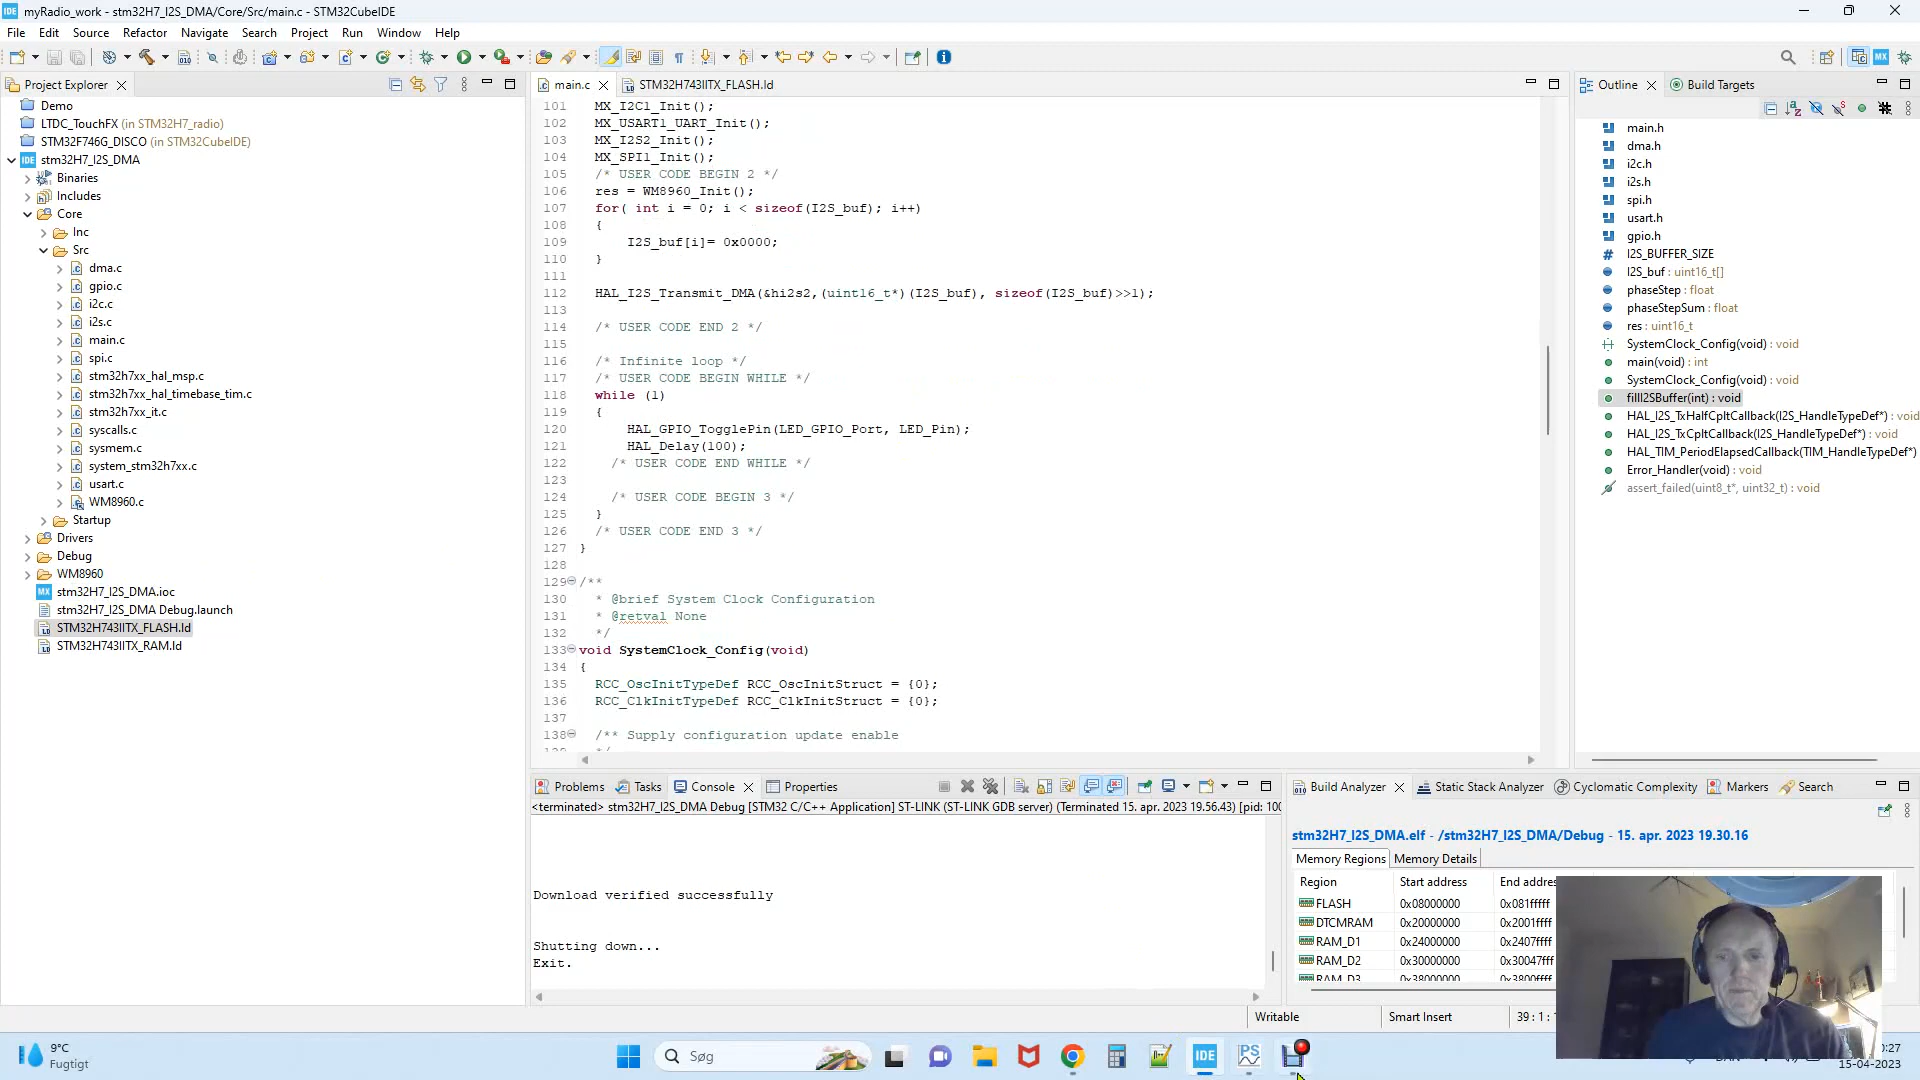 myRadio_work - stm32H7_I2S_DMA/Core/Src/main.c - STM32CubeIDE
File Edit Source Refactor Navigate Search Project Run Window Help
Project Explorer
Demo
LTDC_TouchFX (in STM32H7_radio)
STM32F746G_DISCO (in STM32CubeIDE)
stm32H7_I2S_DMA
Binaries
Includes
Core
Inc
Src
dma.c
gpio.c
i2c.c
i2s.c
main.c
spi.c
stm32h7xx_hal_msp.c
stm32h7xx_hal_timebase_tim.c
stm32h7xx_it.c
syscalls.c
sysmem.c
system_stm32h7xx.c
usart.c
WM8960.c
Startup
Drivers
Debug
WM8960
stm32H7_I2S_DMA.ioc
stm32H7_I2S_DMA Debug.launch
STM32H743IITX_FLASH.ld
STM32H743IITX_RAM.ld
main.c STM32H743IITX_FLASH.ld
101 MX_I2C1_Init();
102 MX_USART1_UART_Init();
103 MX_I2S2_Init();
104 MX_SPI1_Init();
105 /* USER CODE BEGIN 2 */
106 res = WM8960_Init();
107 for( int i = 0; i < sizeof(I2S_buf); i++)
108 {
109 I2S_buf[i]= 0x0000;
110 }
111
112 HAL_I2S_Transmit_DMA(&hi2s2,(uint16_t*)(I2S_buf), sizeof(I2S_buf)>>1);
113
114 /* USER CODE END 2 */
115
116 /* Infinite loop */
117 /* USER CODE BEGIN WHILE */
118 while (1)
119 {
120 HAL_GPIO_TogglePin(LED_GPIO_Port, LED_Pin);
121 HAL_Delay(100);
122 /* USER CODE END WHILE */
123
124 /* USER CODE BEGIN 3 */
125 }
126 /* USER CODE END 3 */
127 }
128
129 /**
130 * @brief System Clock Configuration
131 * @retval None
132 */
133 void SystemClock_Config(void)
134 {
135 RCC_OscInitTypeDef RCC_OscInitStruct = {0};
136 RCC_ClkInitTypeDef RCC_ClkInitStruct = {0};
137
138 /** Supply configuration update enable
Outline Build Targets
main.h
dma.h
i2c.h
i2s.h
spi.h
usart.h
gpio.h
I2S_BUFFER_SIZE
I2S_buf : uint16_t[]
phaseStep : float
phaseStepSum : float
res : uint16_t
SystemClock_Config(void) : void
main(void) : int
SystemClock_Config(void) : void
fillI2SBuffer(int) : void
HAL_I2S_TxHalfCpltCallback(I2S_HandleTypeDef*) : void
HAL_I2S_TxCpltCallback(I2S_HandleTypeDef*) : void
HAL_TIM_PeriodElapsedCallback(TIM_HandleTypeDef*)
Error_Handler(void) : void
assert_failed(uint8_t*, uint32_t) : void
Problems Tasks Console Properties
<terminated> stm32H7_I2S_DMA Debug [STM32 C/C++ Application] ST-LINK (ST-LINK GDB server) (Terminated 15. apr. 2023 19.56.43) [pid: 100
Download verified successfully
Shutting down...
Exit.
Build Analyzer Static Stack Analyzer Cyclomatic Complexity Markers Search
stm32H7_I2S_DMA.elf - /stm32H7_I2S_DMA/Debug - 15. apr. 2023 19.30.16
Memory Regions Memory Details
Region Start address End addres
FLASH 0x08000000 0x081fffff
DTCMRAM 0x20000000 0x2001ffff
RAM_D1 0x24000000 0x2407ffff
RAM_D2 0x30000000 0x30047ffff
RAM_D3 0x38000000 0x3800ffff
Writable Smart Insert 39 : 1 :
9°C
Fugtigt
Søg
IDE
PS
15-04-2023